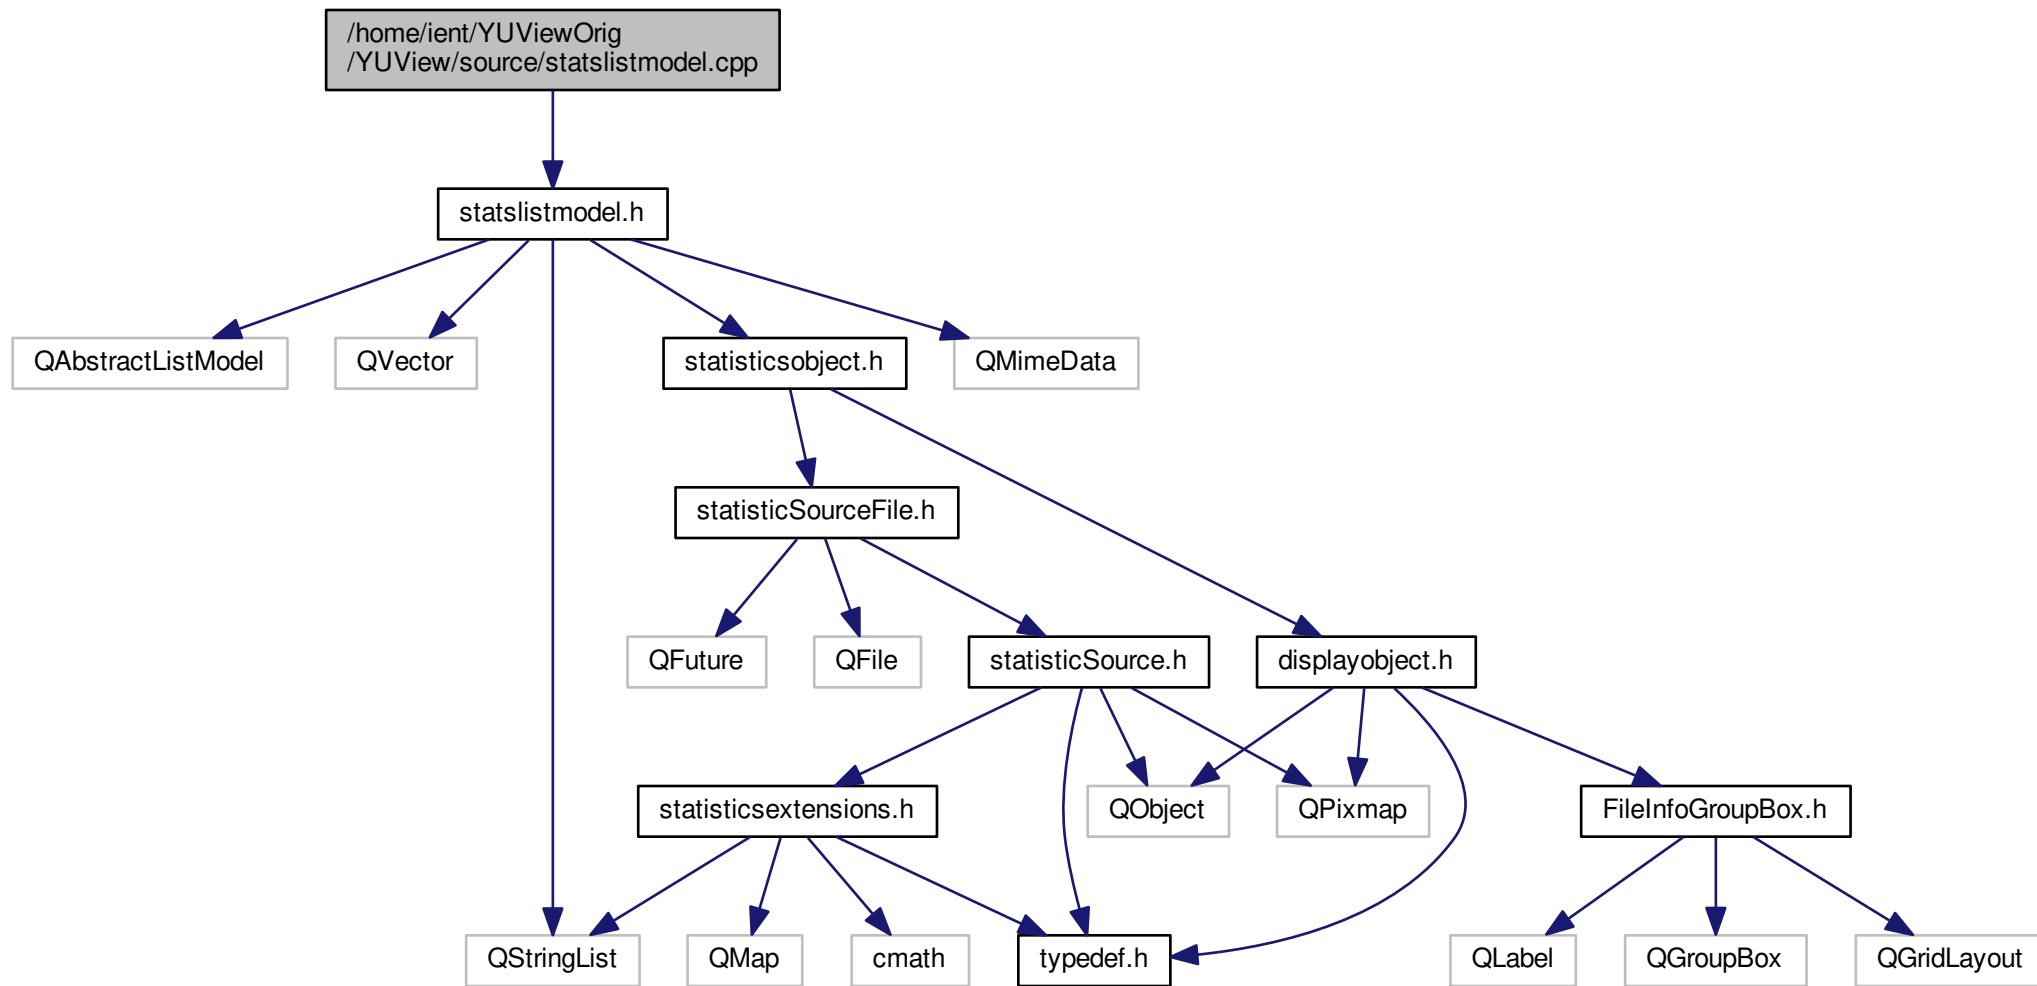 /home/ient/YUViewOrig
/YUView/source/statslistmodel.cpp
statslistmodel.h
QAbstractListModel
QVector
statisticsobject.h
QMimeData
statisticSourceFile.h
QFuture
QFile
statisticSource.h
displayobject.h
statisticsextensions.h
QObject
QPixmap
FileInfoGroupBox.h
QStringList
QMap
cmath
typedef.h
QLabel
QGroupBox
QGridLayout